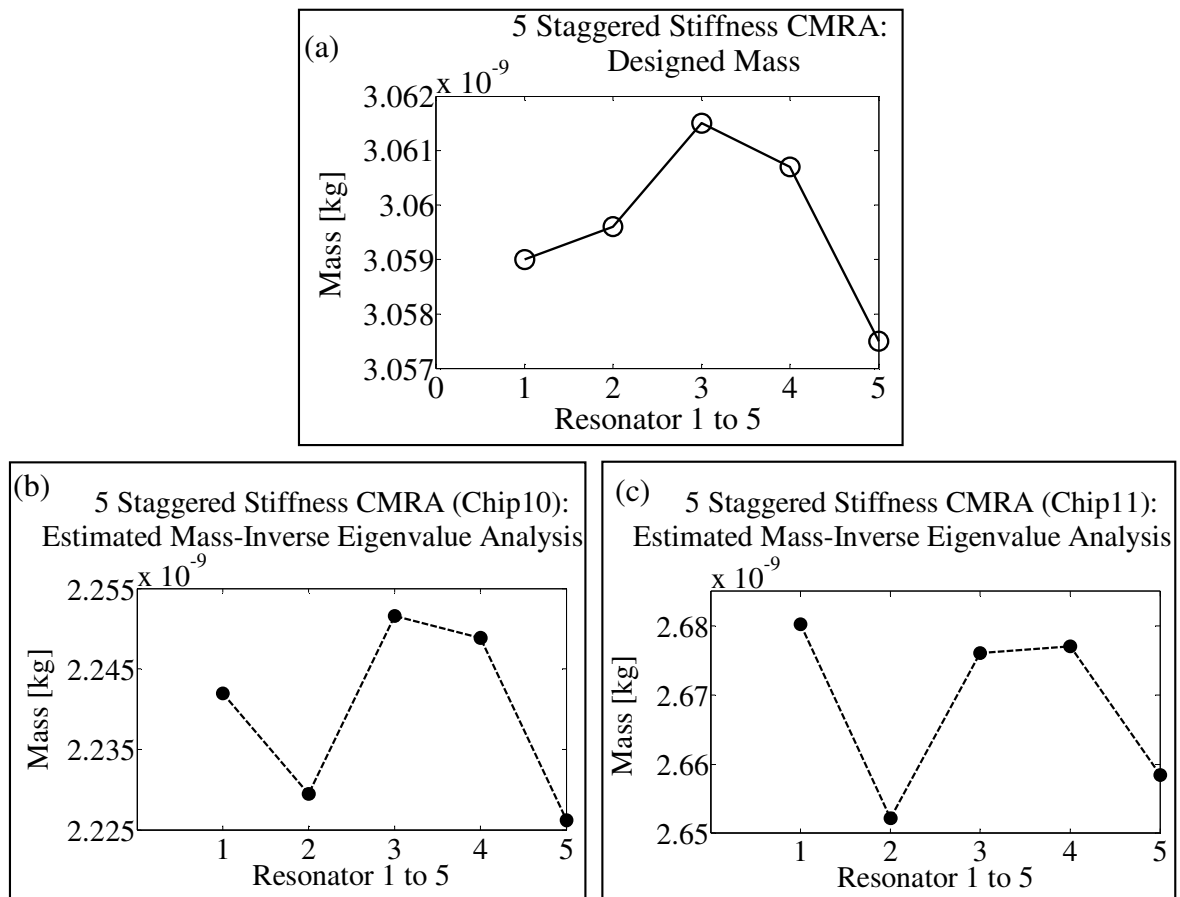 (a)
5 Staggered Stiffness CMRA:
Designed Mass
x 10^-9
3.062
3.061
3.06
3.059
3.058
3.057
Mass [kg]
0 1 2 3 4 5
Resonator 1 to 5
(b)
5 Staggered Stiffness CMRA (Chip10):
Estimated Mass-Inverse Eigenvalue Analysis
x 10^-9
2.255
2.245
2.235
2.225
Mass [kg]
1 2 3 4 5
Resonator 1 to 5
(c)
5 Staggered Stiffness CMRA (Chip11):
Estimated Mass-Inverse Eigenvalue Analysis
x 10^-9
2.68
2.67
2.66
2.65
Mass [kg]
1 2 3 4 5
Resonator 1 to 5